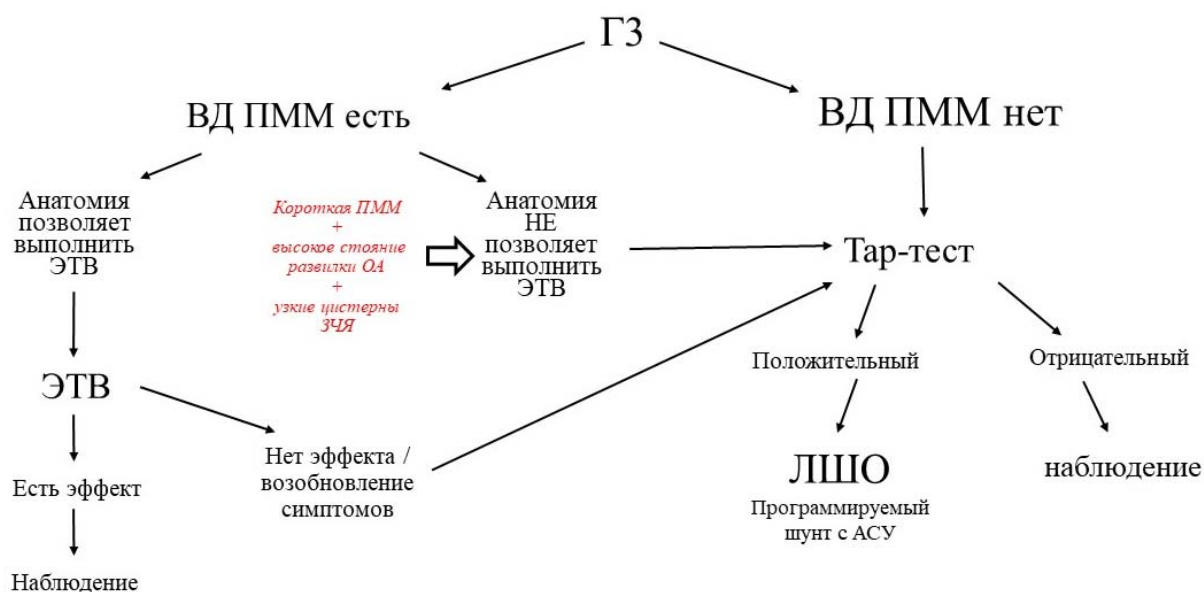 ГЗ
ВД ПММ есть
ВД ПММ нет
Анатомия
позволяет
выполнить
ЭТВ
Короткая ПММ
+
высокое стояние
развилки ОА
+
узкие цистерны
ЗЧЯ
Анатомия
НЕ
позволяет
выполнить
ЭТВ
Тар-тест
ЭТВ
Положительный
Отрицательный
Нет эффекта /
возобновление
симптомов
ЛШО
Программируемый
шунт с АСУ
наблюдение
Есть эффект
Наблюдение